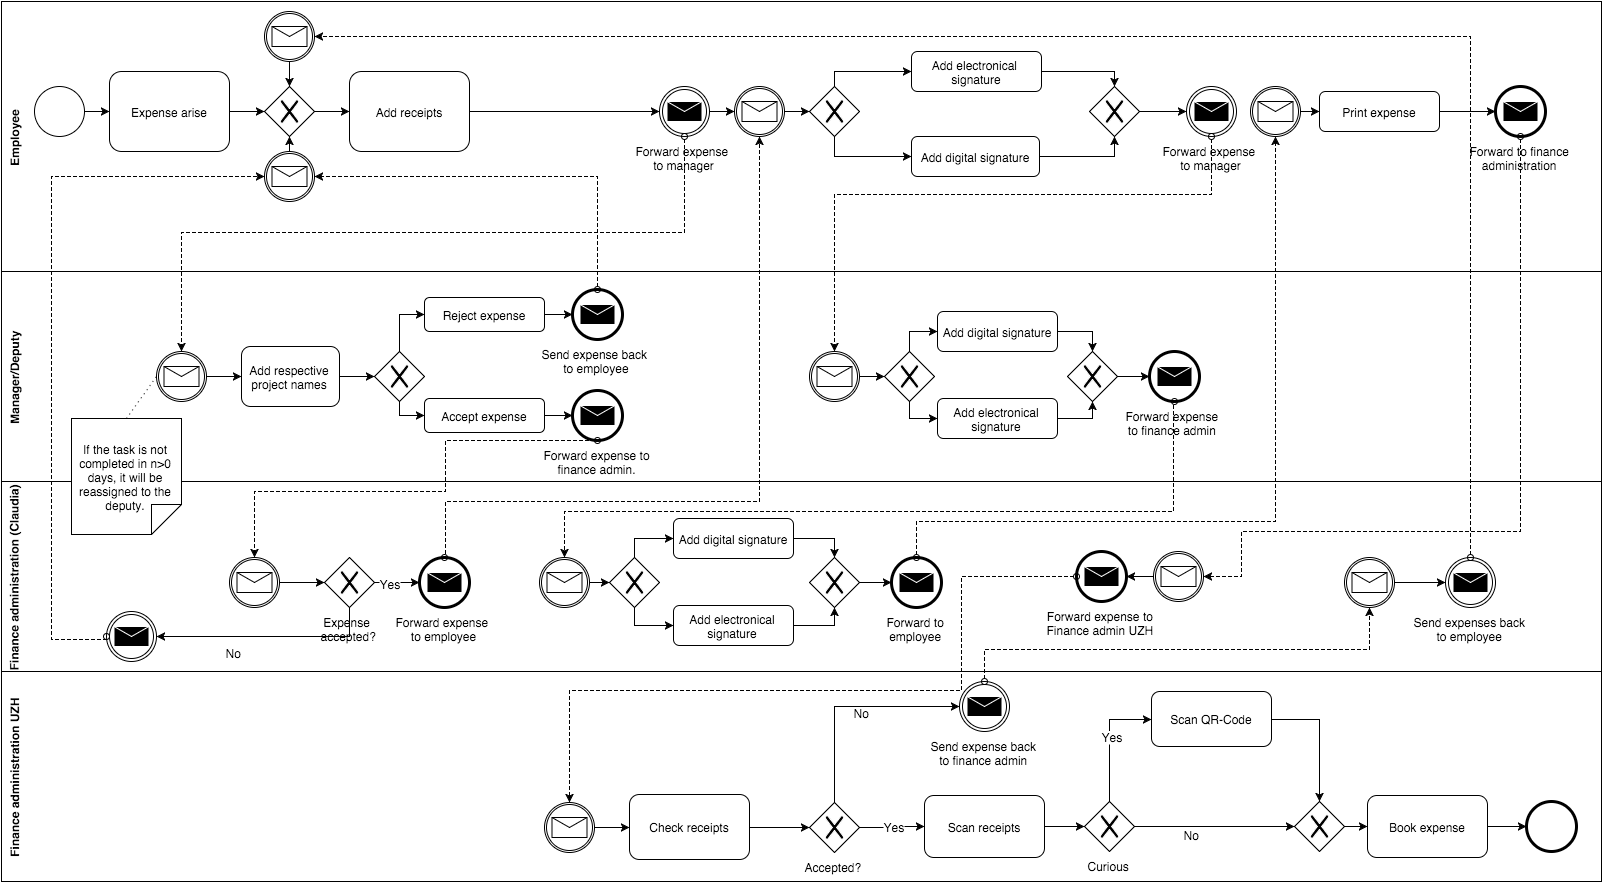 Employee
Expense arise
Add receipts
Forward expense
to manager
Add electronical
signature
Add digital signature
Forward expense
to manager
Print expense
Forward to finance
administration
Manager/Deputy
If the task is not
completed in n>0
days, it will be
reassigned to the
deputy.
Add respective
project names
Reject expense
Send expense back
to employee
Accept expense
Forward expense to
finance admin.
Add digital signature
Add electronical
signature
Forward expense
to finance admin
Finance administration (Claudia)
Expense
accepted?
Yes
No
Forward expense
to employee
Add digital signature
Add electronical
signature
Forward to
employee
Forward expense to
Finance admin UZH
Send expenses back
to employee
Finance administration UZH
Check receipts
Accepted?
No
Yes
Send expense back
to finance admin
Scan receipts
Curious
Yes
No
Scan QR-Code
Book expense